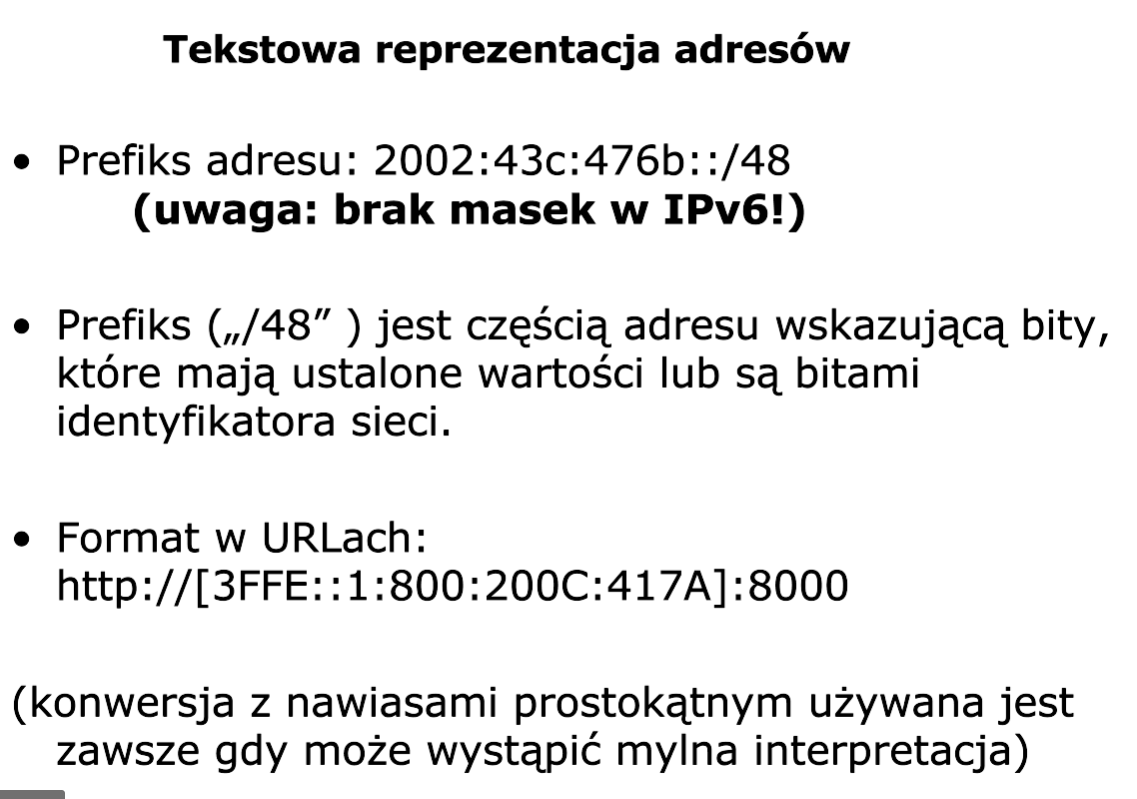 Tekstowa reprezentacja adresów
• Prefiks adresu: 2002:43c:476b::/48
(uwaga: brak masek w IPv6!)
• Prefiks („/48” ) jest częścią adresu wskazującą bity,
które mają ustalone wartości lub są bitami
identyfikatora sieci.
• Format w URLach:
http://[3FFE::1:800:200C:417A]:8000
(konwersja z nawiasami prostokątnym używana jest
zawsze gdy może wystąpić mylna interpretacja)